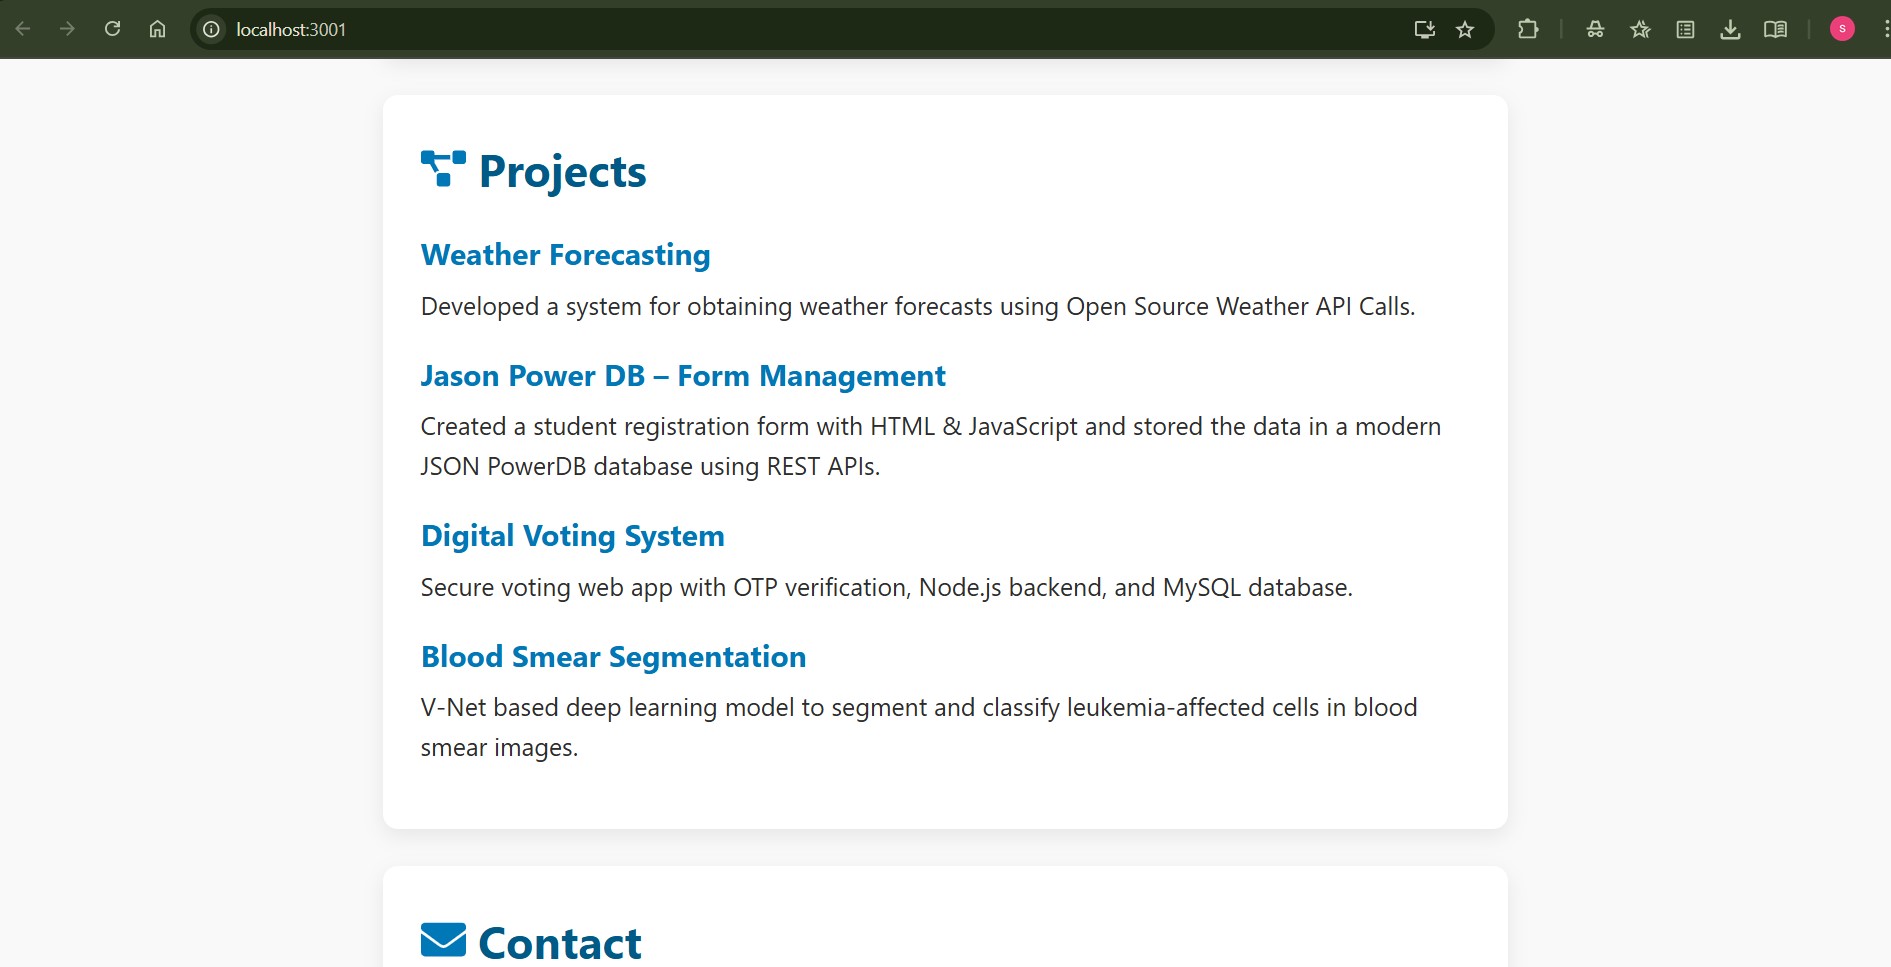 localhost:3001
S
Projects
Weather Forecasting
Developed a system for obtaining weather forecasts using Open Source Weather API Calls.
Jason Power DB – Form Management
Created a student registration form with HTML & JavaScript and stored the data in a modern
JSON PowerDB database using REST APIs.
Digital Voting System
Secure voting web app with OTP verification, Node.js backend, and MySQL database.
Blood Smear Segmentation
V-Net based deep learning model to segment and classify leukemia-affected cells in blood
smear images.
Contact